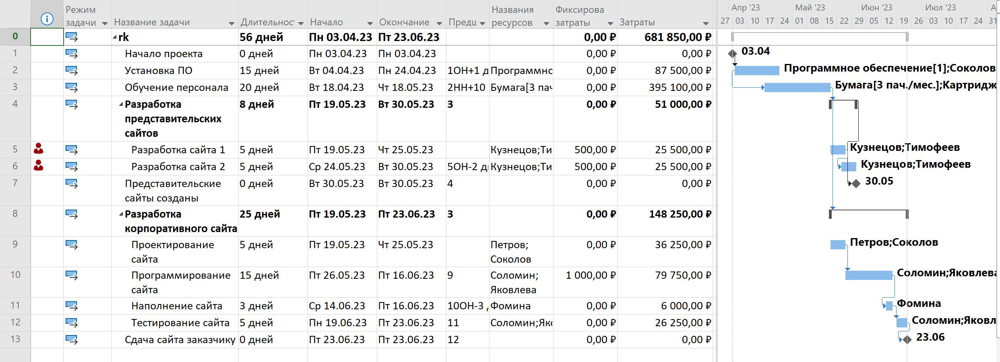 Режим задачи Название задачи Длительнос Начало Окончание Предц Названия ресурсов Фиксирова затраты Затраты
Апр '23 Май '23 Июн '23 Июл '23 А
27 03 10 17 24 01 08 15 22 29 05 12 19 26 03 10 17 24 31
0 rk 56 дней Пн 03.04.23 Пт 23.06.23 0,00 ₽ 681 850,00 ₽
1 Начало проекта 0 дней Пн 03.04.23 Пн 03.04.23 0,00 ₽ 0,00 ₽ 03.04
2 Установка ПО 15 дней Вт 04.04.23 Пн 24.04.23 1ОН+1 д Программнс 0,00 ₽ 87 500,00 ₽ Программное обеспечение[1];Соколов
3 Обучение персонала 20 дней Вт 18.04.23 Чт 18.05.23 2НН+10 Бумага[3 пач 0,00 ₽ 395 100,00 ₽ Бумага[3 пач./мес.];Картридж
4 Разработка представительских сайтов 8 дней Пт 19.05.23 Вт 30.05.23 3 0,00 ₽ 51 000,00 ₽
5 Разработка сайта 1 5 дней Пт 19.05.23 Чт 25.05.23 Кузнецов;Ти 500,00 ₽ 25 500,00 ₽ Кузнецов;Тимофеев
6 Разработка сайта 2 5 дней Ср 24.05.23 Вт 30.05.23 5ОН-2 д Кузнецов;Ти 500,00 ₽ 25 500,00 ₽ Кузнецов;Тимофеев
7 Представительские сайты созданы 0 дней Вт 30.05.23 Вт 30.05.23 4 0,00 ₽ 0,00 ₽ 30.05
8 Разработка корпоративного сайта 25 дней Пт 19.05.23 Пт 23.06.23 3 0,00 ₽ 148 250,00 ₽
9 Проектирование сайта 5 дней Пт 19.05.23 Чт 25.05.23 Петров; Соколов 0,00 ₽ 36 250,00 ₽ Петров;Соколов
10 Программирование сайта 15 дней Пт 26.05.23 Пт 16.06.23 9 Соломин; Яковлева 1 000,00 ₽ 79 750,00 ₽ Соломин;Яковлева
11 Наполнение сайта 3 дней Ср 14.06.23 Пт 16.06.23 10ОН-3 д Фомина 0,00 ₽ 6 000,00 ₽ Фомина
12 Тестирование сайта 5 дней Пн 19.06.23 Пт 23.06.23 11 Соломин;Яко 0,00 ₽ 26 250,00 ₽ Соломин;Яковл
13 Сдача сайта заказчику 0 дней Пт 23.06.23 Пт 23.06.23 12 0,00 ₽ 0,00 ₽ 23.06